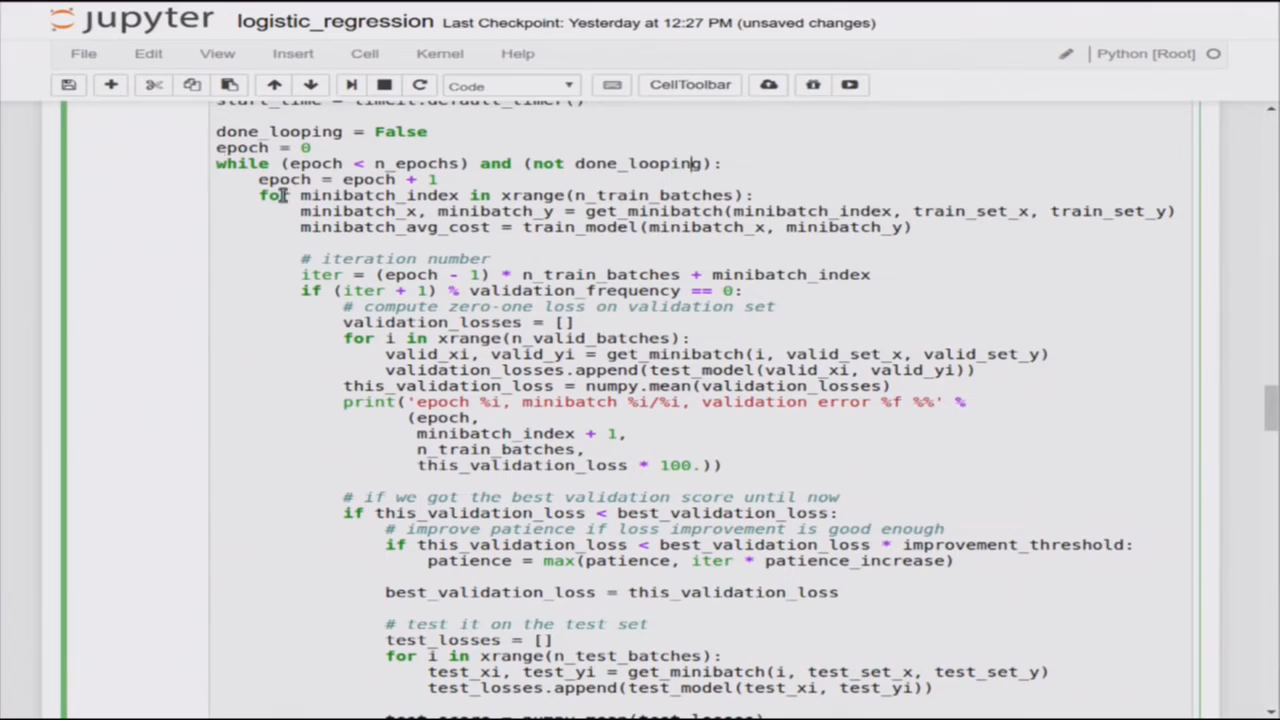 jupyter logistic_regression Last Checkpoint: Yesterday at 12:27 PM (unsaved changes)
File Edit View Insert Cell Kernel Help Python [Root]
Code CellToolbar
start_time = timeit.default_timer()
done_looping = False
epoch = 0
while (epoch < n_epochs) and (not done_looping):
epoch = epoch + 1
for minibatch_index in xrange(n_train_batches):
minibatch_x, minibatch_y = get_minibatch(minibatch_index, train_set_x, train_set_y)
minibatch_avg_cost = train_model(minibatch_x, minibatch_y)
# iteration number
iter = (epoch - 1) * n_train_batches + minibatch_index
if (iter + 1) % validation_frequency == 0:
# compute zero-one loss on validation set
validation_losses = []
for i in xrange(n_valid_batches):
valid_xi, valid_yi = get_minibatch(i, valid_set_x, valid_set_y)
validation_losses.append(test_model(valid_xi, valid_yi))
this_validation_loss = numpy.mean(validation_losses)
print('epoch %i, minibatch %i/%i, validation error %f %%' %
(epoch,
minibatch_index + 1,
n_train_batches,
this_validation_loss * 100.))
# if we got the best validation score until now
if this_validation_loss < best_validation_loss:
# improve patience if loss improvement is good enough
if this_validation_loss < best_validation_loss * improvement_threshold:
patience = max(patience, iter * patience_increase)
best_validation_loss = this_validation_loss
# test it on the test set
test_losses = []
for i in xrange(n_test_batches):
test_xi, test_yi = get_minibatch(i, test_set_x, test_set_y)
test_losses.append(test_model(test_xi, test_yi))
test_score = numpy.mean(test_losses)